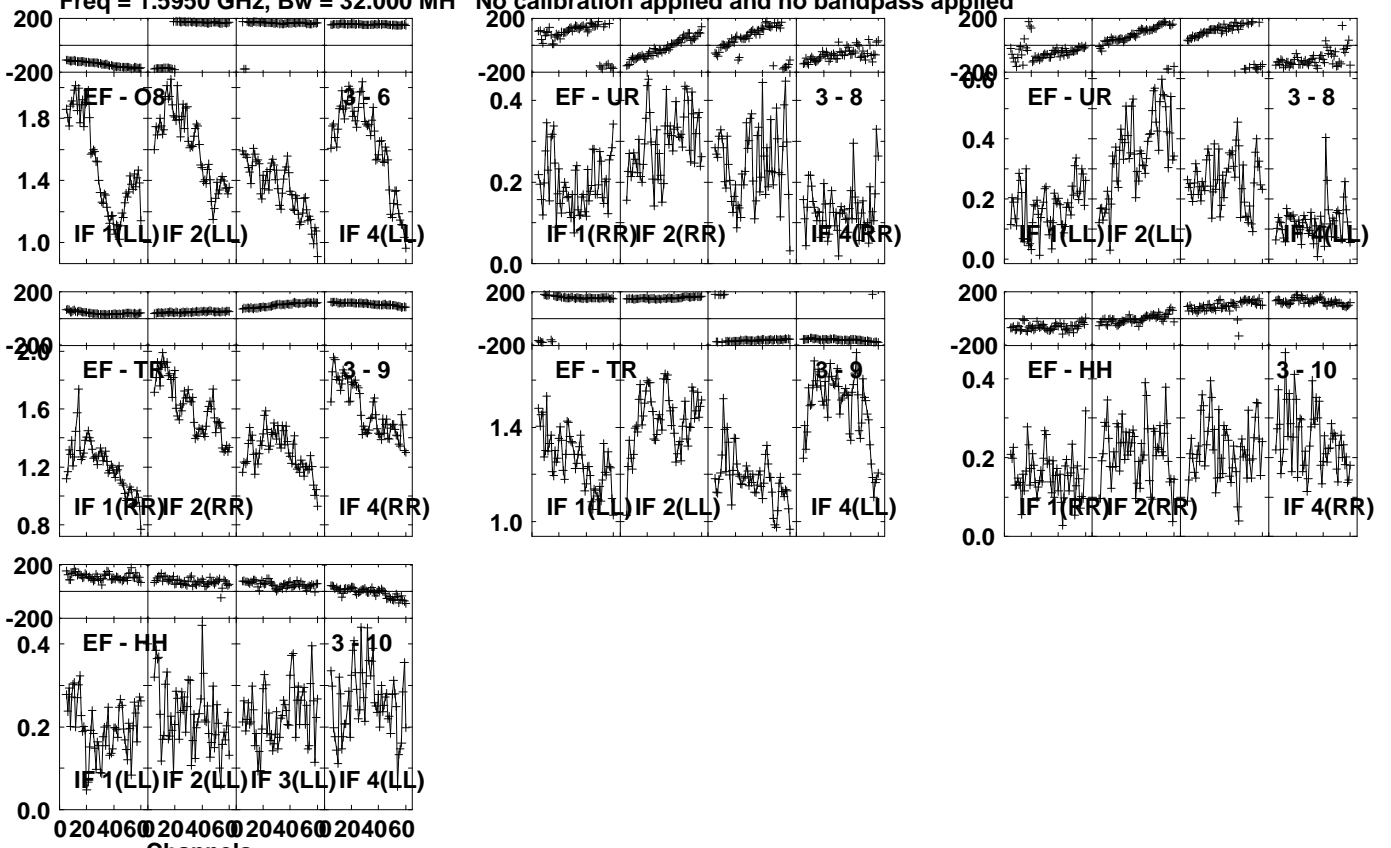 Freq = 1.5950 GHz, Bw = 32.000 MH No calibration applied and no bandpass applied
200
-200
EF - O8 3 - 6
1.8
1.4
1.0
IF 1(LL) IF 2(LL) IF 4(LL)
200
-200
EF - UR 3 - 8
0.4
0.2
0.0
IF 1(RR) IF 2(RR) IF 4(RR)
200
-200
0.6
EF - UR 3 - 8
0.4
0.2
0.0
IF 1(LL) IF 2(LL) IF 4(LL)
200
-200
2.0
EF - TR 3 - 9
1.6
1.2
0.8
IF 1(RR) IF 2(RR) IF 4(RR)
200
-200
EF - TR 3 - 9
1.4
1.0
IF 1(LL) IF 2(LL) IF 4(LL)
200
-200
EF - HH 3 - 10
0.4
0.2
0.0
IF 1(RR) IF 2(RR) IF 4(RR)
200
-200
EF - HH 3 - 10
0.4
0.2
0.0
IF 1(LL) IF 2(LL) IF 3(LL) IF 4(LL)
0 20 40 60 0 20 40 60 0 20 40 60 0 20 40 60
Channels